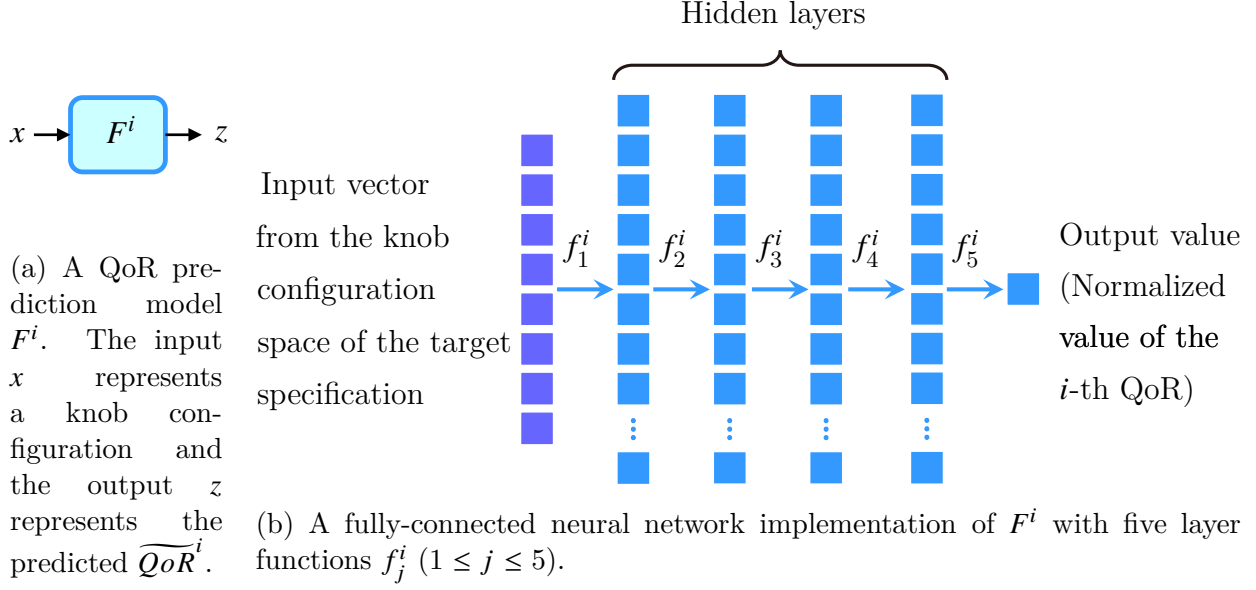 Hidden layers
x
F^i
z
Input vector
from the knob
configuration
space of the target
specification
f_1^i
f_2^i
f_3^i
f_4^i
f_5^i
Output value
(Normalized
value of the
i-th QoR)
(a) A QoR pre-
diction model
F^i. The input
x represents
a knob con-
figuration and
the output z
represents the
predicted \widetilde{QoR}^i.
(b) A fully-connected neural network implementation of F^i with five layer
functions f_j^i (1 ≤ j ≤ 5).